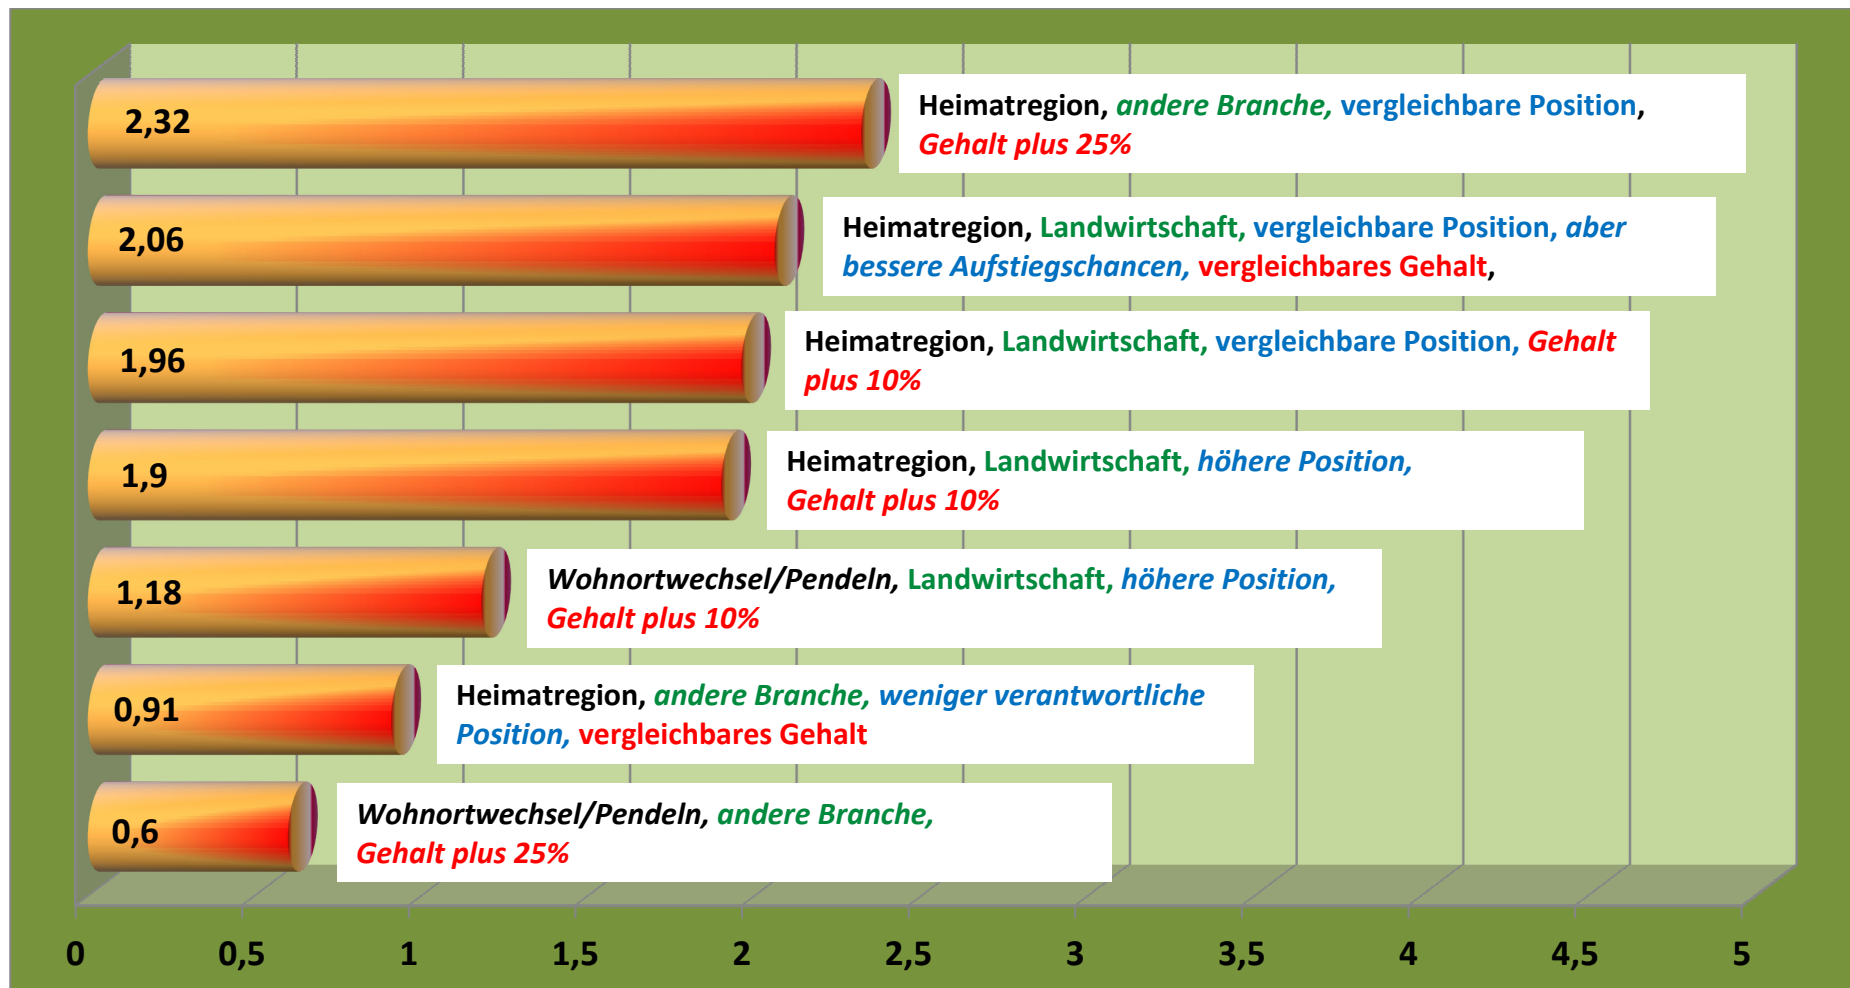 2,32
Heimatregion, andere Branche, vergleichbare Position,
Gehalt plus 25%
2,06
Heimatregion, Landwirtschaft, vergleichbare Position, aber
bessere Aufstiegschancen, vergleichbares Gehalt,
1,96
Heimatregion, Landwirtschaft, vergleichbare Position, Gehalt
plus 10%
1,9
Heimatregion, Landwirtschaft, höhere Position,
Gehalt plus 10%
1,18
Wohnortwechsel/Pendeln, Landwirtschaft, höhere Position,
Gehalt plus 10%
0,91
Heimatregion, andere Branche, weniger verantwortliche
Position, vergleichbares Gehalt
0,6
Wohnortwechsel/Pendeln, andere Branche,
Gehalt plus 25%
0 0,5 1 1,5 2 2,5 3 3,5 4 4,5 5